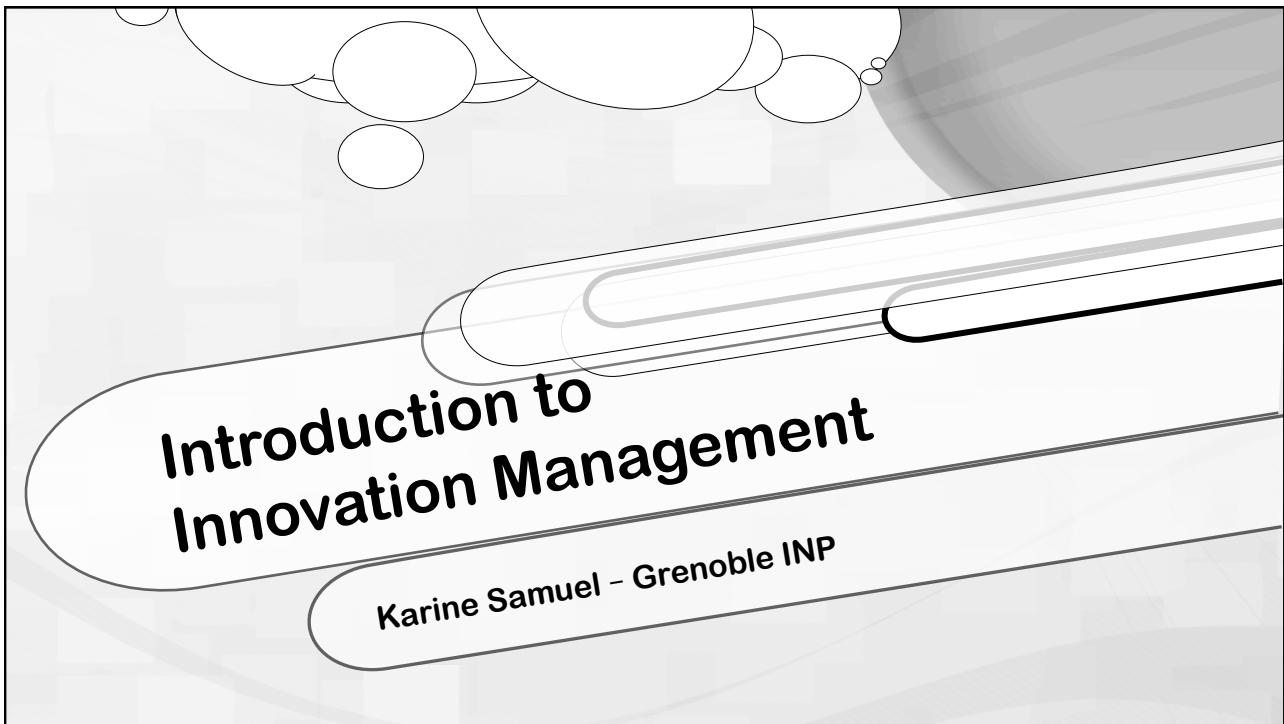 Introduction to
Innovation Management
Karine Samuel – Grenoble INP